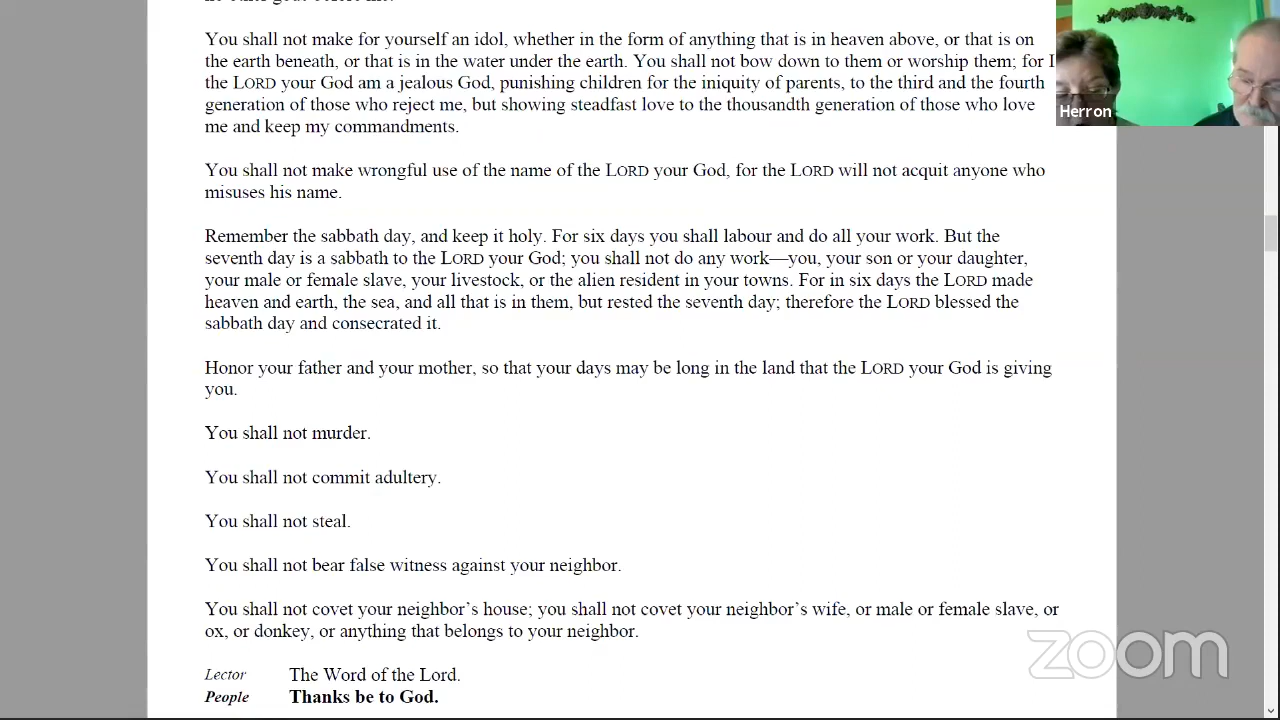 You shall not make for yourself an idol, whether in the form of anything that is in heaven above, or that is on
the earth beneath, or that is in the water under the earth. You shall not bow down to them or worship them; for I
the LORD your God am a jealous God, punishing children for the iniquity of parents, to the third and the fourth
generation of those who reject me, but showing steadfast love to the thousandth generation of those who love
me and keep my commandments.
You shall not make wrongful use of the name of the LORD your God, for the LORD will not acquit anyone who
misuses his name.
Remember the sabbath day, and keep it holy. For six days you shall labour and do all your work. But the
seventh day is a sabbath to the LORD your God; you shall not do any work—you, your son or your daughter,
your male or female slave, your livestock, or the alien resident in your towns. For in six days the LORD made
heaven and earth, the sea, and all that is in them, but rested the seventh day; therefore the LORD blessed the
sabbath day and consecrated it.
Honor your father and your mother, so that your days may be long in the land that the LORD your God is giving
you.
You shall not murder.
You shall not commit adultery.
You shall not steal.
You shall not bear false witness against your neighbor.
You shall not covet your neighbor's house; you shall not covet your neighbor's wife, or male or female slave, or
ox, or donkey, or anything that belongs to your neighbor.
Lector The Word of the Lord.
People Thanks be to God.
Herron
zoom